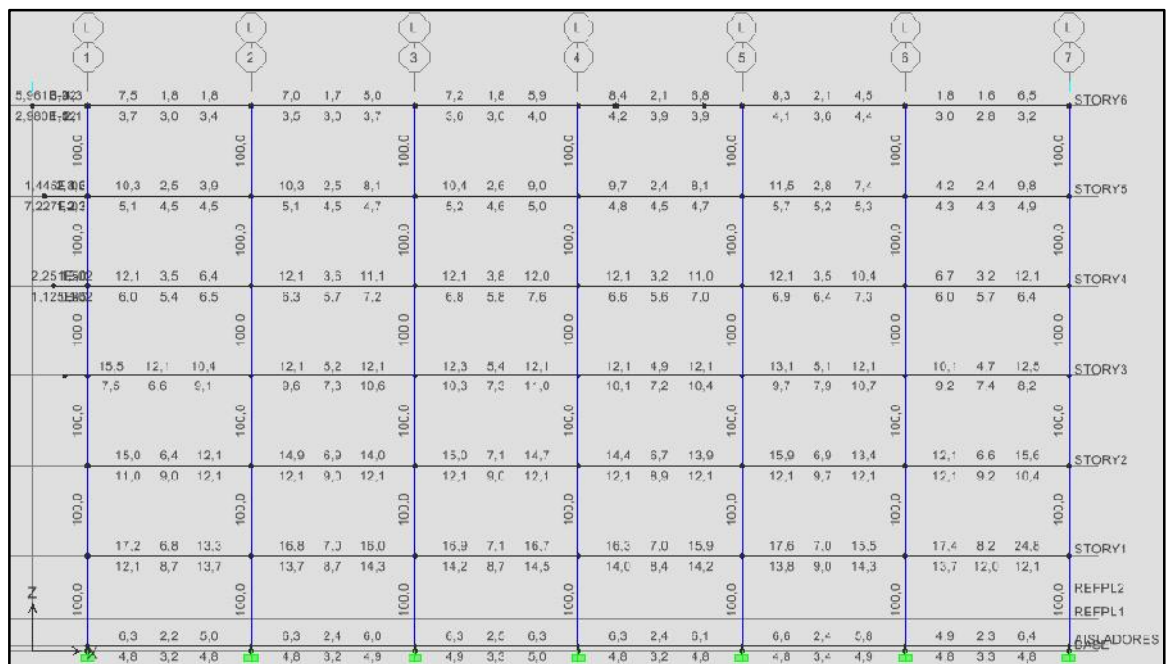 L L L L L L L
1 2 3 4 5 6 7
7,5 1,8 1,8 7,0 1,7 5,0 7,2 1,8 5,9 8,4 2,1 6,8 8,3 2,1 4,5 1,8 1,6 6,5 STORY6
3,7 3,0 3,4 3,5 3,0 3,7 3,6 3,0 4,0 4,2 3,9 3,9 4,1 3,6 4,4 3,0 2,8 3,2
100,0 100,0 100,0 100,0 100,0 100,0 100,0
10,3 2,5 3,9 10,3 2,5 8,1 10,4 2,6 9,0 9,7 2,4 8,1 11,5 2,8 7,4 4,2 2,4 9,8 STORY5
5,1 4,5 4,5 5,1 4,5 4,7 5,2 4,6 5,0 4,8 4,5 4,7 5,7 5,2 5,3 4,3 4,3 4,9
100,0 100,0 100,0 100,0 100,0 100,0 100,0
12,1 3,5 6,4 12,1 3,6 11,1 12,1 3,8 12,0 12,1 3,2 11,0 12,1 3,5 10,4 6,7 3,2 12,1 STORY4
6,0 5,4 6,5 6,3 5,7 7,2 6,8 5,8 7,6 6,6 5,6 7,0 6,9 6,4 7,3 6,0 5,7 6,4
100,0 100,0 100,0 100,0 100,0 100,0 100,0
15,5 12,1 10,4 12,1 5,2 12,1 12,3 5,4 12,1 12,1 4,9 12,1 13,1 5,1 12,1 10,1 4,7 12,5 STORY3
7,5 6,6 9,1 9,6 7,3 10,6 10,3 7,3 11,0 10,1 7,2 10,4 9,7 7,9 10,7 9,2 7,4 8,2
100,0 100,0 100,0 100,0 100,0 100,0 100,0
15,0 6,4 12,1 14,9 6,9 14,0 15,0 7,1 14,7 14,4 6,7 13,9 15,9 6,9 13,4 12,1 6,6 15,6 STORY2
11,0 9,0 12,1 12,1 9,0 12,1 12,1 9,0 12,1 12,1 8,9 12,1 12,1 9,7 12,1 12,1 9,2 10,4
100,0 100,0 100,0 100,0 100,0 100,0 100,0
17,2 6,8 13,3 16,8 7,0 16,0 16,9 7,1 16,7 16,3 7,0 15,9 17,6 7,0 15,5 17,4 8,2 24,8 STORY1
12,1 8,7 13,7 13,7 8,7 14,3 14,2 8,7 14,5 14,0 8,4 14,2 13,8 9,0 14,3 13,7 12,0 12,1
Z 100,0 100,0 100,0 100,0 100,0 100,0 100,0 REFPL2
REFPL1
6,3 2,2 5,0 6,3 2,4 6,0 6,3 2,5 6,3 6,3 2,4 6,1 6,6 2,4 5,8 4,9 2,3 6,4 AISLADORES
X 4,8 3,2 4,8 4,8 3,2 4,9 4,9 3,3 5,0 4,8 3,2 4,8 4,8 3,4 4,9 4,8 3,3 4,8 BASE